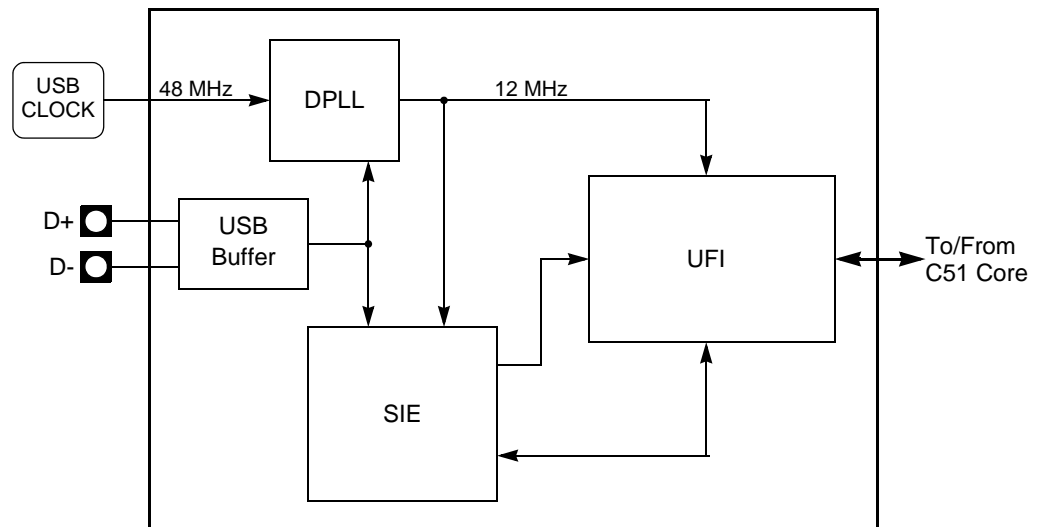 USB
CLOCK
48 MHz
DPLL
12 MHz
D+
D-
USB
Buffer
UFI
To/From
C51 Core
SIE